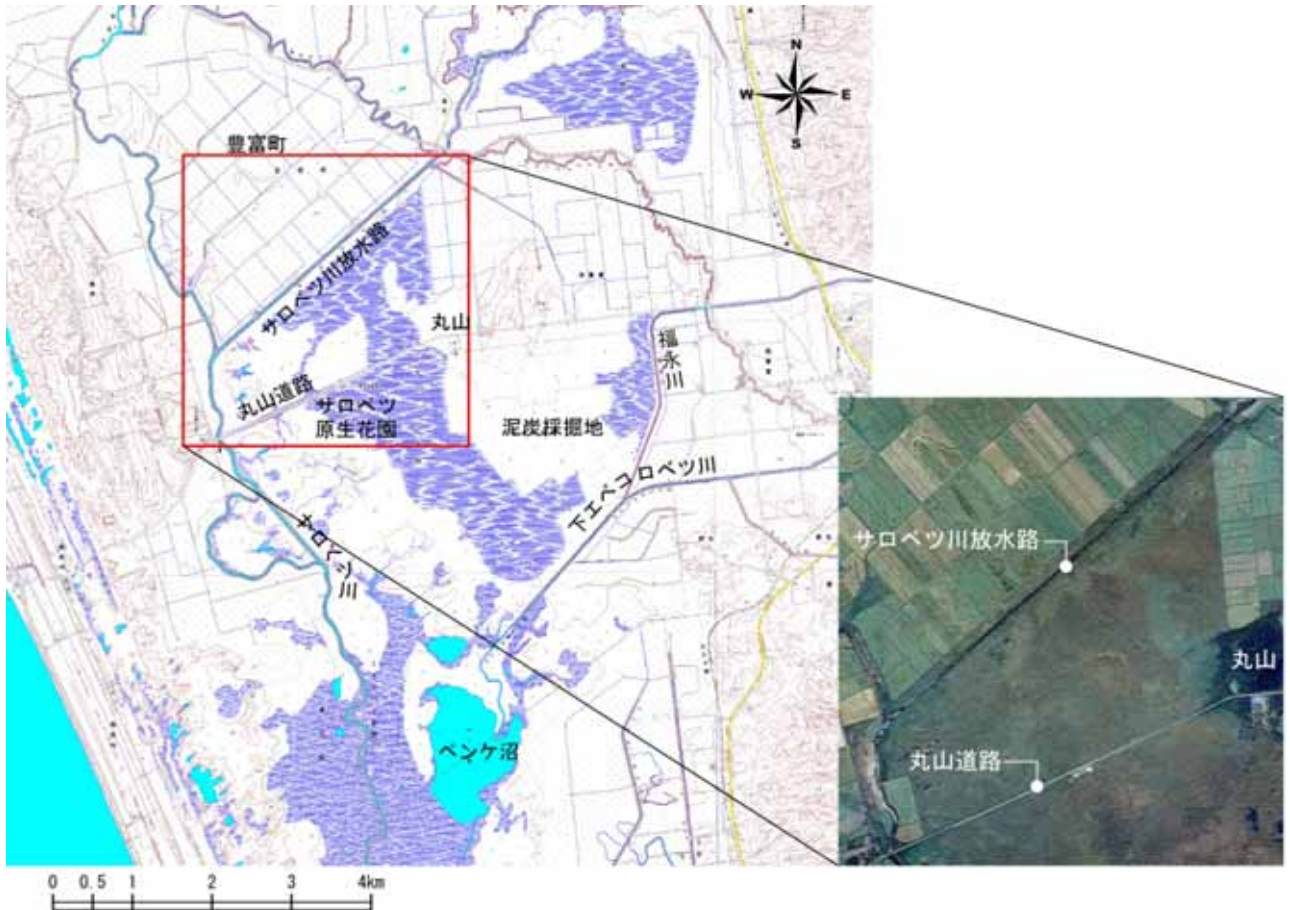 N
W
E
S
豊富町
サロベツ川放水路
丸山
福永川
丸山道路
サロベツ
原生花園
泥炭採掘地
下エベコロベツ川
サロベツ川
ペンケ沼
サロベツ川放水路
丸山
丸山道路
0 0.5 1 2 3 4km